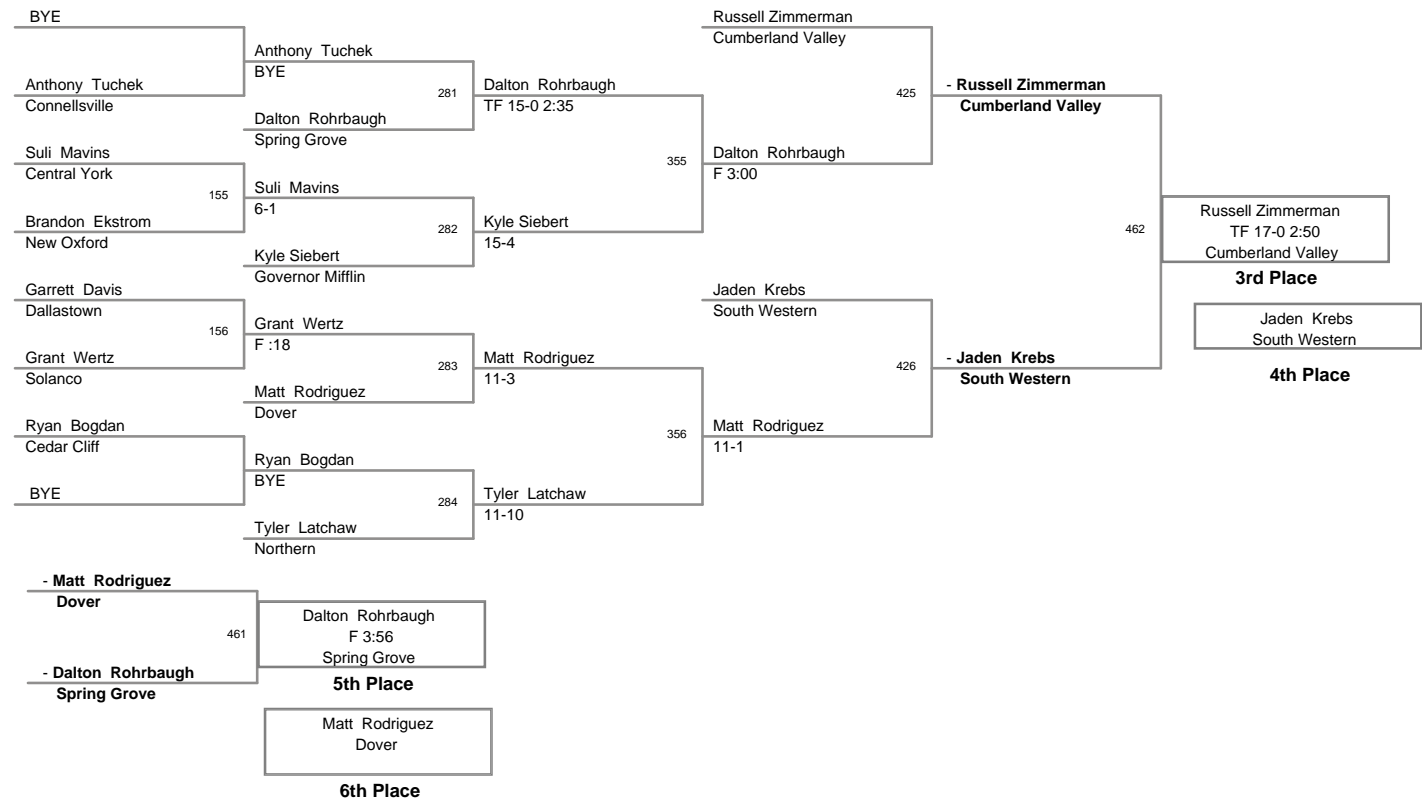 BYE
Anthony Tuchek
Connellsville
Suli Mavins
Central York
155
Brandon Ekstrom
New Oxford
Garrett Davis
Dallastown
156
Grant Wertz
Solanco
Ryan Bogdan
Cedar Cliff
BYE
Anthony Tuchek
BYE
281
Dalton Rohrbaugh
Spring Grove
Suli Mavins
6-1
282
Kyle Siebert
Governor Mifflin
Grant Wertz
F :18
283
Matt Rodriguez
Dover
Ryan Bogdan
BYE
284
Tyler Latchaw
Northern
Dalton Rohrbaugh
TF 15-0 2:35
355
Kyle Siebert
15-4
Matt Rodriguez
11-3
356
Tyler Latchaw
11-10
Russell Zimmerman
Cumberland Valley
425
Dalton Rohrbaugh
F 3:00
Jaden Krebs
South Western
426
Matt Rodriguez
11-1
- Russell Zimmerman
Cumberland Valley
462
- Jaden Krebs
South Western
Russell Zimmerman
TF 17-0 2:50
Cumberland Valley
3rd Place
Jaden Krebs
South Western
4th Place
- Matt Rodriguez
Dover
461
- Dalton Rohrbaugh
Spring Grove
Dalton Rohrbaugh
F 3:56
Spring Grove
5th Place
Matt Rodriguez
Dover
6th Place